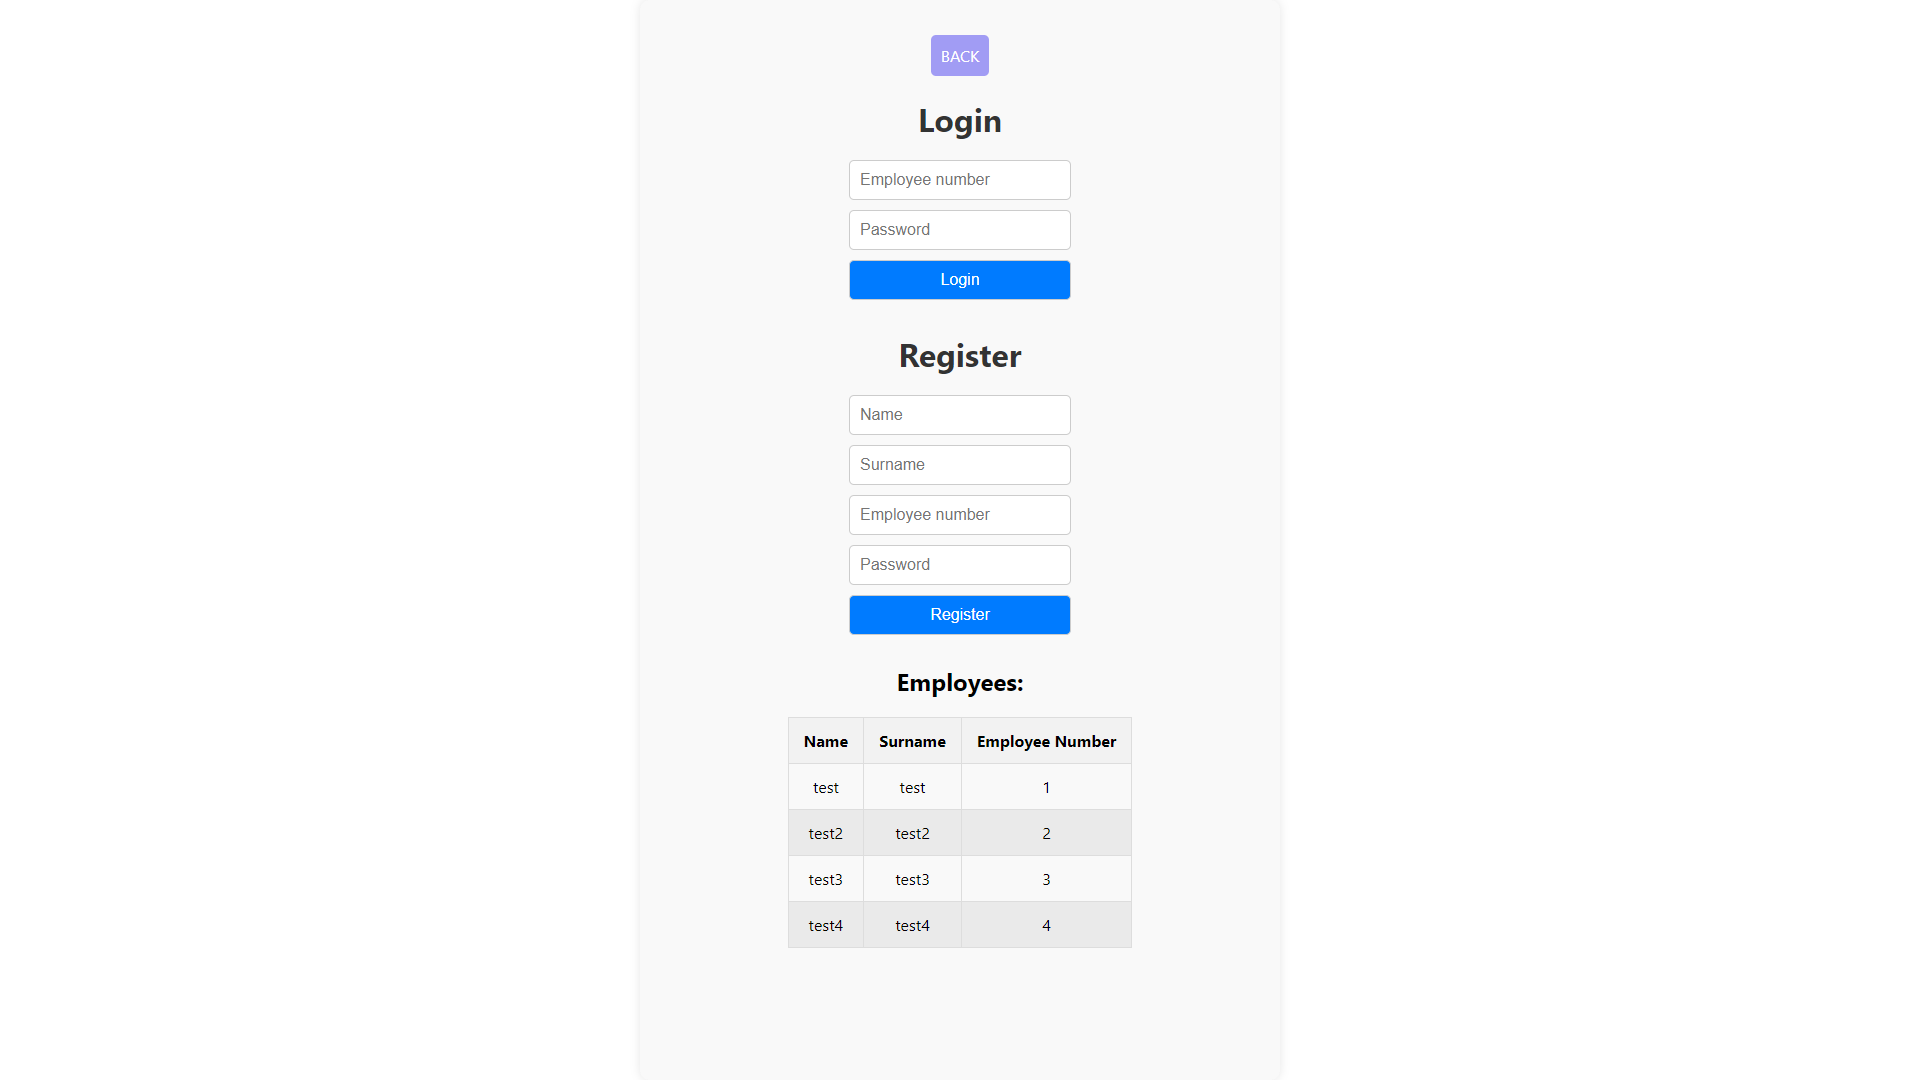 BACK
Login
Employee number
Password
Login
Register
Name
Surname
Employee number
Password
Register
Employees:
Name Surname Employee Number
test test 1
test2 test2 2
test3 test3 3
test4 test4 4